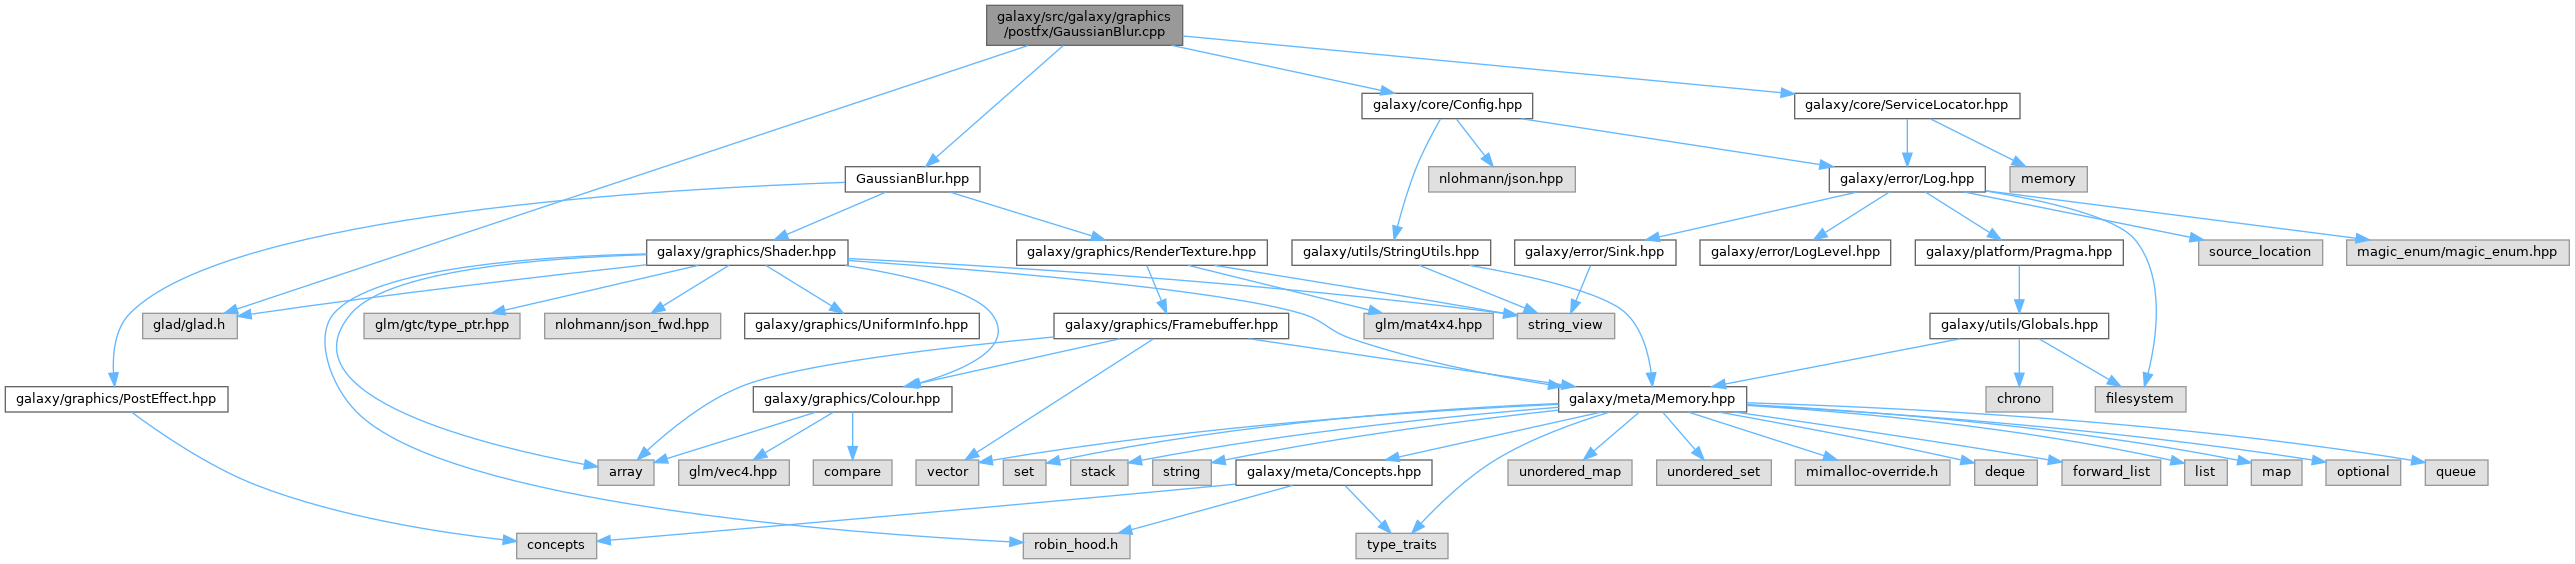 galaxy/src/galaxy/graphics
/postfx/GaussianBlur.cpp
galaxy/core/Config.hpp
galaxy/core/ServiceLocator.hpp
GaussianBlur.hpp
nlohmann/json.hpp
galaxy/error/Log.hpp
memory
galaxy/graphics/Shader.hpp
galaxy/graphics/RenderTexture.hpp
galaxy/utils/StringUtils.hpp
galaxy/error/Sink.hpp
galaxy/error/LogLevel.hpp
galaxy/platform/Pragma.hpp
source_location
magic_enum/magic_enum.hpp
glad/glad.h
glm/gtc/type_ptr.hpp
nlohmann/json_fwd.hpp
galaxy/graphics/UniformInfo.hpp
galaxy/graphics/Framebuffer.hpp
glm/mat4x4.hpp
string_view
galaxy/utils/Globals.hpp
galaxy/graphics/PostEffect.hpp
galaxy/graphics/Colour.hpp
galaxy/meta/Memory.hpp
chrono
filesystem
array
glm/vec4.hpp
compare
vector
set
stack
string
galaxy/meta/Concepts.hpp
unordered_map
unordered_set
mimalloc-override.h
deque
forward_list
list
map
optional
queue
concepts
robin_hood.h
type_traits